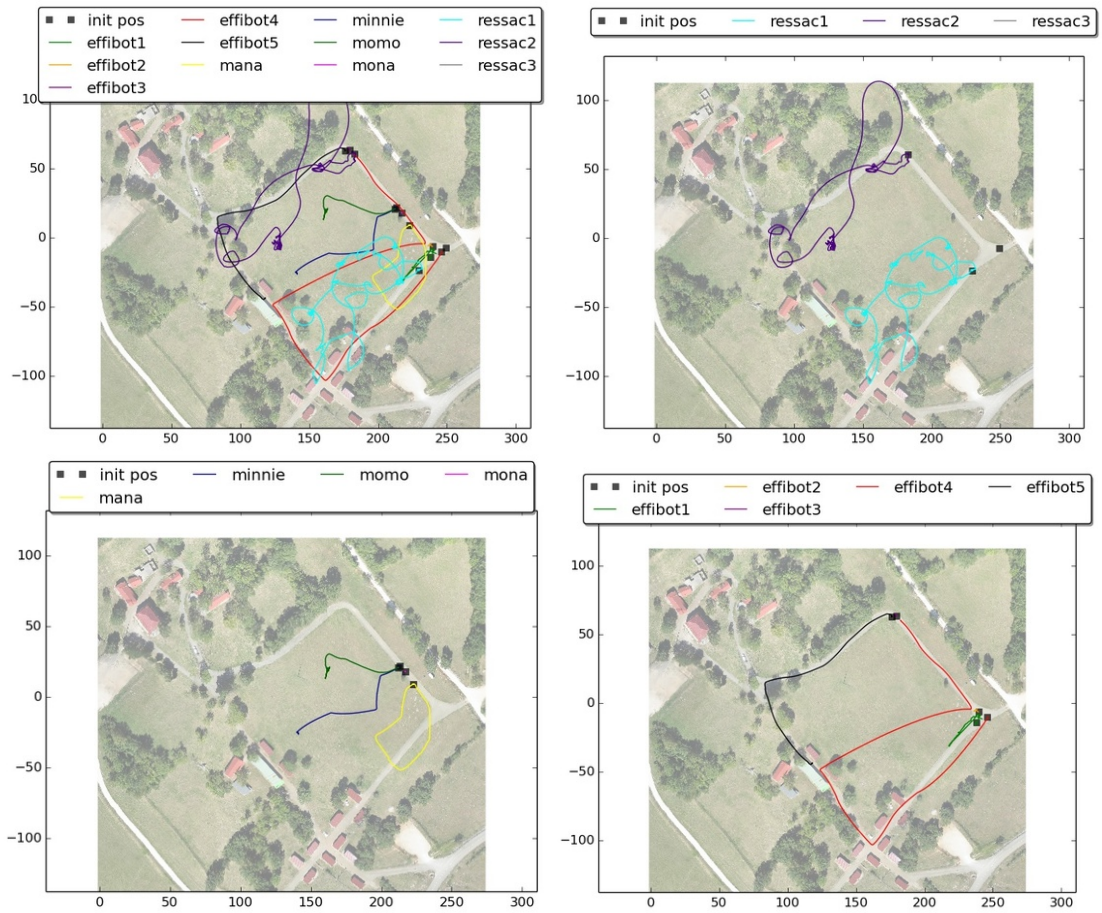 init pos effibot4 minnie ressac1
effibot1 effibot5 momo ressac2
effibot2 mana mona ressac3
effibot3
10
50
0
−50
−100
0 50 100 150 200 250 300
init pos ressac1 ressac2 ressac3
100
50
0
−50
−100
0 50 100 150 200 250 300
init pos minnie momo mona
mana
100
50
0
−50
−100
0 50 100 150 200 250 300
init pos effibot2 effibot4 effibot5
effibot1 effibot3
100
50
0
−50
−100
0 50 100 150 200 250 300